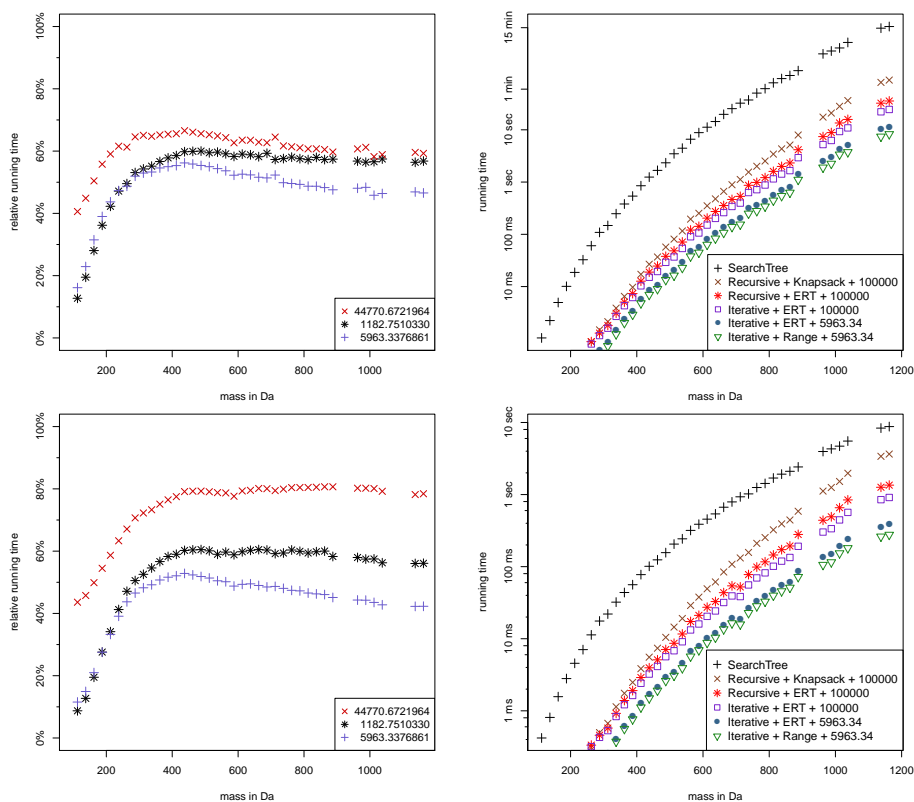 100%
80%
60%
40%
20%
0%
relative running time
44770.6721964
1182.7510330
5963.3376861
200 400 600 800 1000
mass in Da
15 min
1 min
10 sec
1 sec
100 ms
10 ms
running time
SearchTree
Recursive + Knapsack + 100000
Recursive + ERT + 100000
Iterative + ERT + 100000
Iterative + ERT + 5963.34
Iterative + Range + 5963.34
200 400 600 800 1000 1200
mass in Da
100%
80%
60%
40%
20%
0%
relative running time
44770.6721964
1182.7510330
5963.3376861
200 400 600 800 1000
mass in Da
10 sec
1 sec
100 ms
10 ms
1 ms
running time
SearchTree
Recursive + Knapsack + 100000
Recursive + ERT + 100000
Iterative + ERT + 100000
Iterative + ERT + 5963.34
Iterative + Range + 5963.34
200 400 600 800 1000 1200
mass in Da